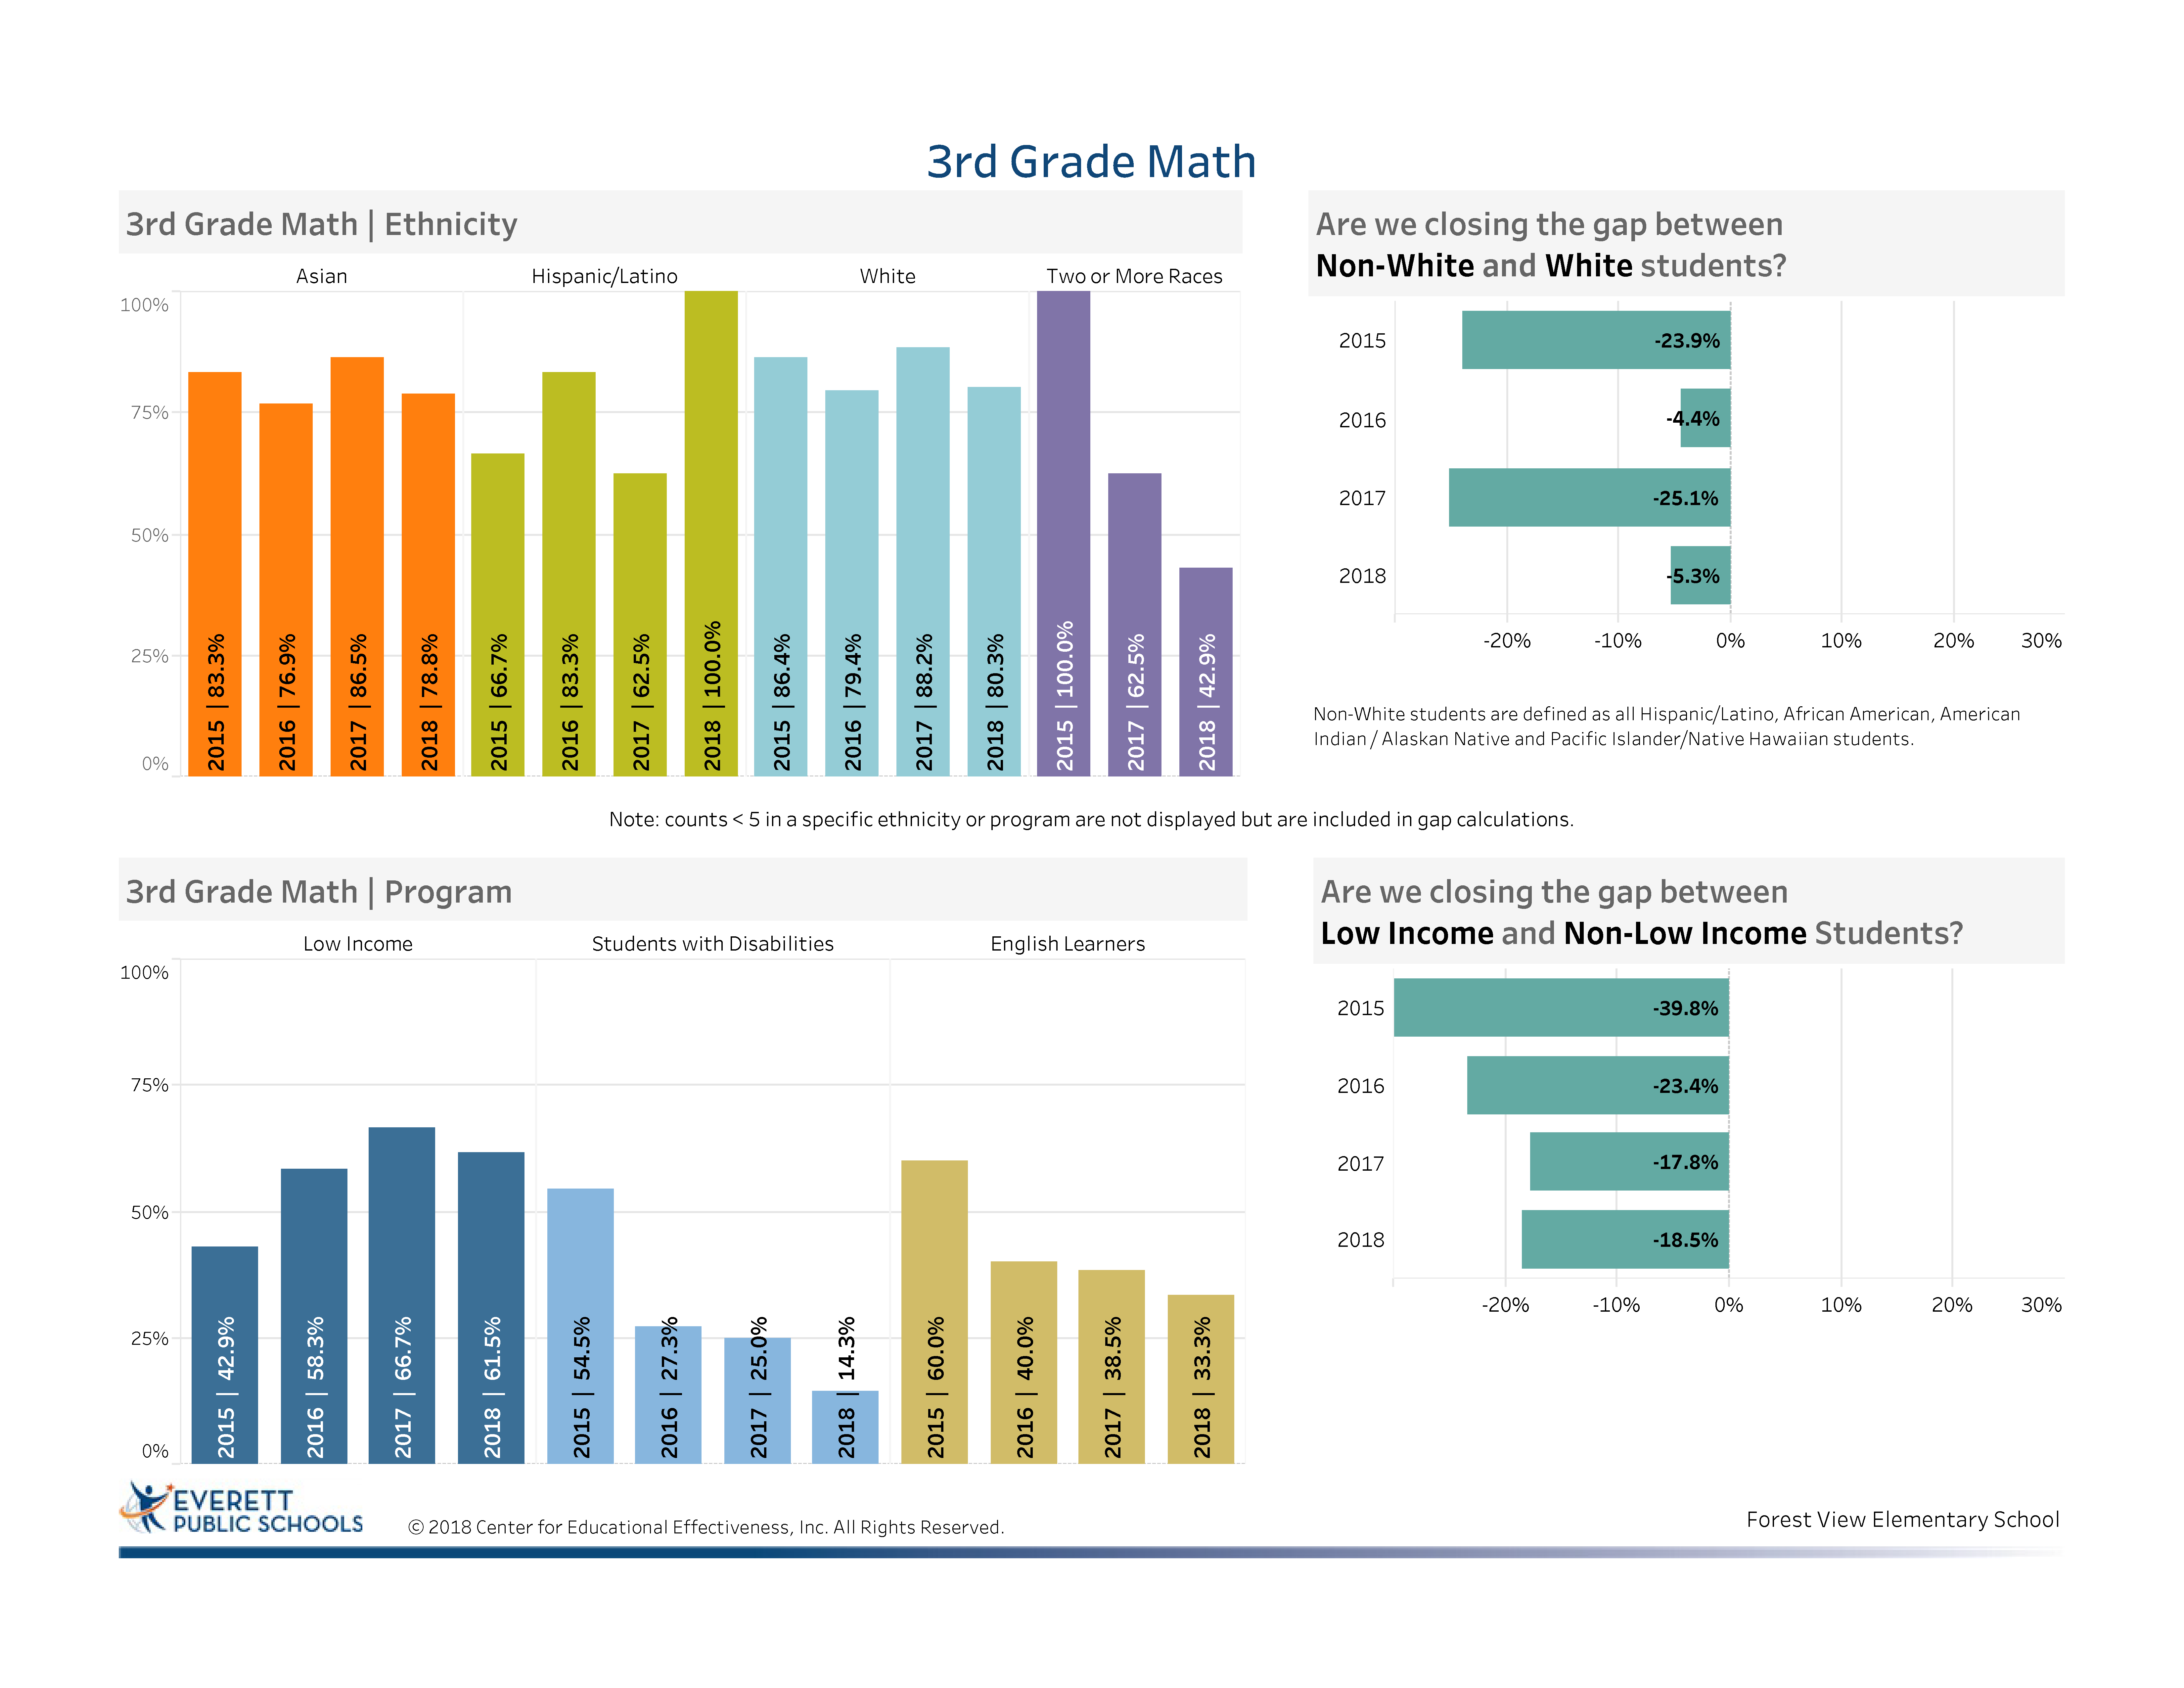 3rd Grade Math
3rd Grade Math | Ethnicity
Asian
Hispanic/Latino
White
Two or More Races
100%
75%
50%
25%
0%
2015 | 83.3%
2016 | 76.9%
2017 | 86.5%
2018 | 78.8%
2015 | 66.7%
2016 | 83.3%
2017 | 62.5%
2018 | 100.0%
2015 | 86.4%
2016 | 79.4%
2017 | 88.2%
2018 | 80.3%
2015 | 100.0%
2017 | 62.5%
2018 | 42.9%
Are we closing the gap between
Non-White and White students?
2015
-23.9%
2016
-4.4%
2017
-25.1%
2018
-5.3%
-20%
-10%
0%
10%
20%
30%
Non-White students are defined as all Hispanic/Latino, African American, American
Indian / Alaskan Native and Pacific Islander/Native Hawaiian students.
Note: counts < 5 in a specific ethnicity or program are not displayed but are included in gap calculations.
3rd Grade Math | Program
Low Income
Students with Disabilities
English Learners
100%
75%
50%
25%
0%
2015 | 42.9%
2016 | 58.3%
2017 | 66.7%
2018 | 61.5%
2015 | 54.5%
2016 | 27.3%
2017 | 25.0%
2018 | 14.3%
2015 | 60.0%
2016 | 40.0%
2017 | 38.5%
2018 | 33.3%
Are we closing the gap between
Low Income and Non-Low Income Students?
2015
-39.8%
2016
-23.4%
2017
-17.8%
2018
-18.5%
-20%
-10%
0%
10%
20%
30%
EVERETT
PUBLIC SCHOOLS
© 2018 Center for Educational Effectiveness, Inc. All Rights Reserved.
Forest View Elementary School